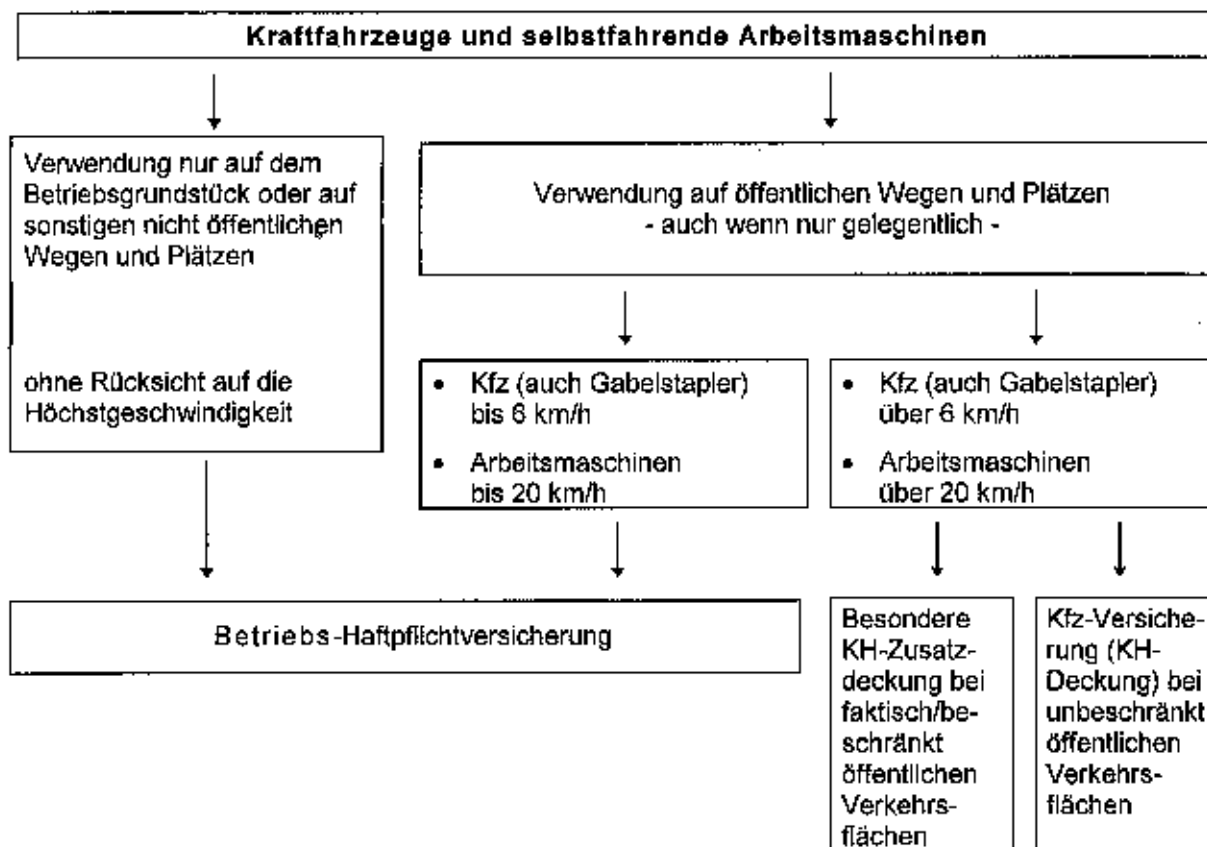 Kraftfahrzeuge und selbstfahrende Arbeitsmaschinen
Verwendung nur auf dem
Betriebsgrundstück oder auf
sonstigen nicht öffentlichen
Wegen und Plätzen
ohne Rücksicht auf die
Höchstgeschwindigkeit
Verwendung auf öffentlichen Wegen und Plätzen
- auch wenn nur gelegentlich -
• Kfz (auch Gabelstapler)
bis 6 km/h
• Arbeitsmaschinen
bis 20 km/h
• Kfz (auch Gabelstapler)
über 6 km/h
• Arbeitsmaschinen
über 20 km/h
Betriebs-Haftpflichtversicherung
Besondere
KH-Zusatz-
deckung bei
faktisch/be-
schränkt
öffentlichen
Verkehrs-
flächen
Kfz-Versiche-
rung (KH-
Deckung) bei
unbeschränkt
öffentlichen
Verkehrs-
flächen